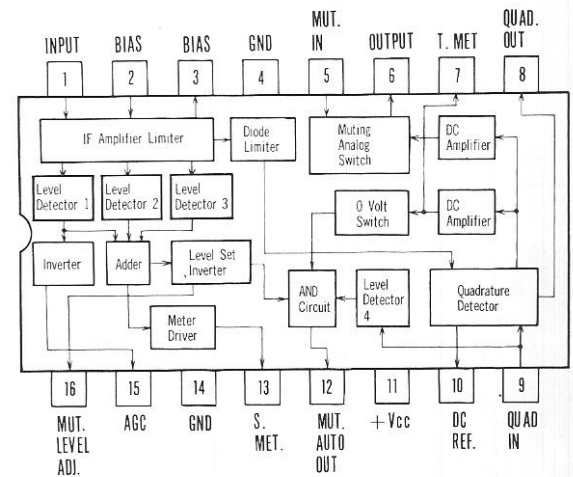 INPUT BIAS BIAS GND MUT. IN OUTPUT T. MET QUAD. OUT
1 2 3 4 5 6 7 8
IF Amplifier Limiter
Diode
Limiter
Muting
Analog
Switch
DC
Amplifier
Level
Detector 1
Level
Detector 2
Level
Detector 3
0 Volt
Switch
DC
Amplifier
Inverter
Adder
Level Set
Inverter
AND
Circuit
Level
Detector
4
Quadrature
Detector
Meter
Driver
16 15 14 13 12 11 10 9
MUT.
LEVEL
ADJ.
AGC
GND
S.
MET.
MUT.
AUTO
OUT
+Vcc
DC
REF.
QUAD
IN